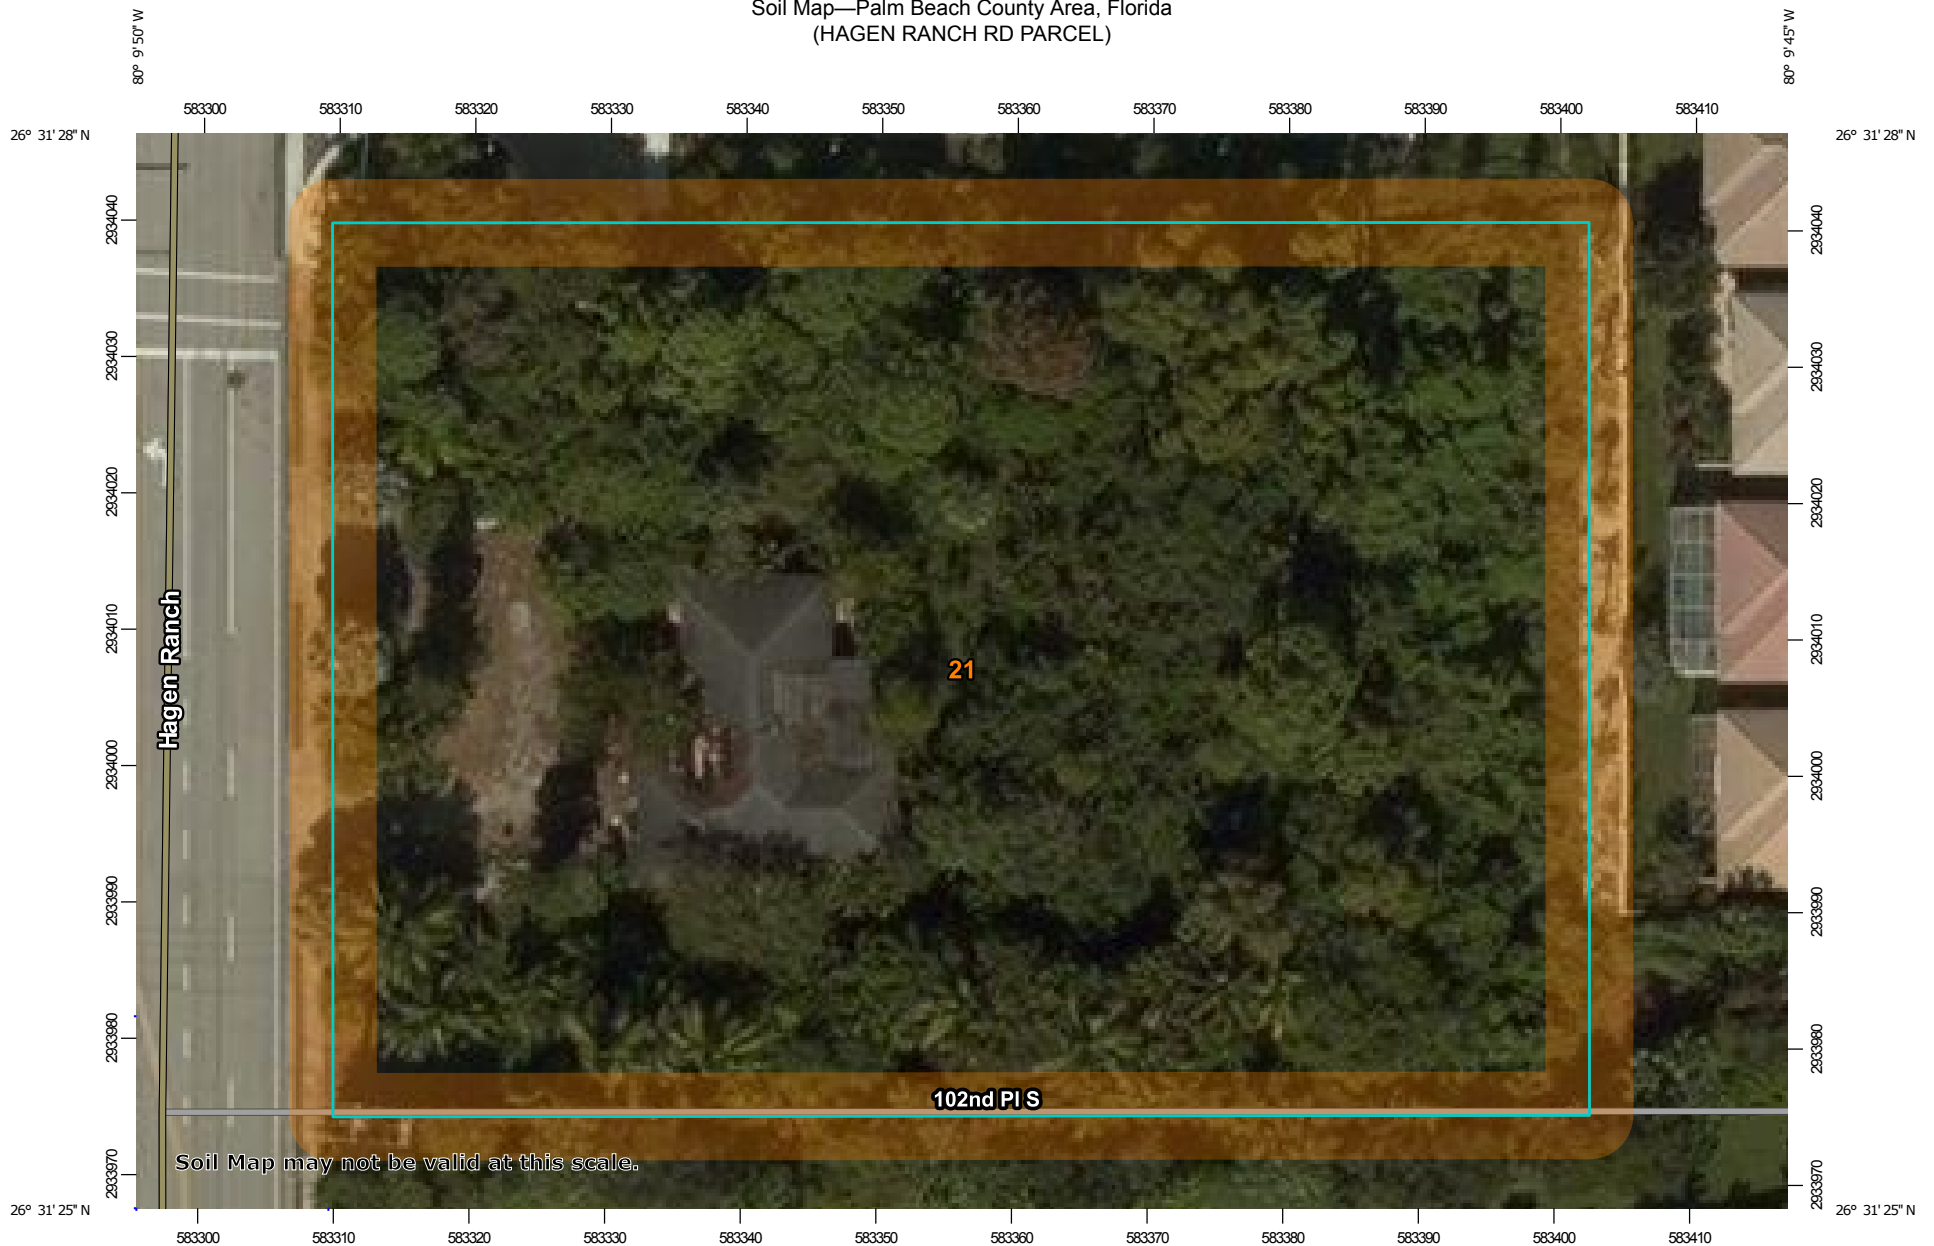 Soil Map—Palm Beach County Area, Florida
(HAGEN RANCH RD PARCEL)
80° 9' 50'' W
80° 9' 45'' W
583300 583310 583320 583330 583340 583350 583360 583370 583380 583390 583400 583410
26° 31' 28'' N
26° 31' 28'' N
2934040
2934040
2934030
2934030
2934020
2934020
2934010
2934010
Hagen Ranch
21
2934000
2934000
2933990
2933990
2933980
2933980
102nd Pl S
Soil Map may not be valid at this scale.
2933970
2933970
26° 31' 25'' N
26° 31' 25'' N
583300 583310 583320 583330 583340 583350 583360 583370 583380 583390 583400 583410